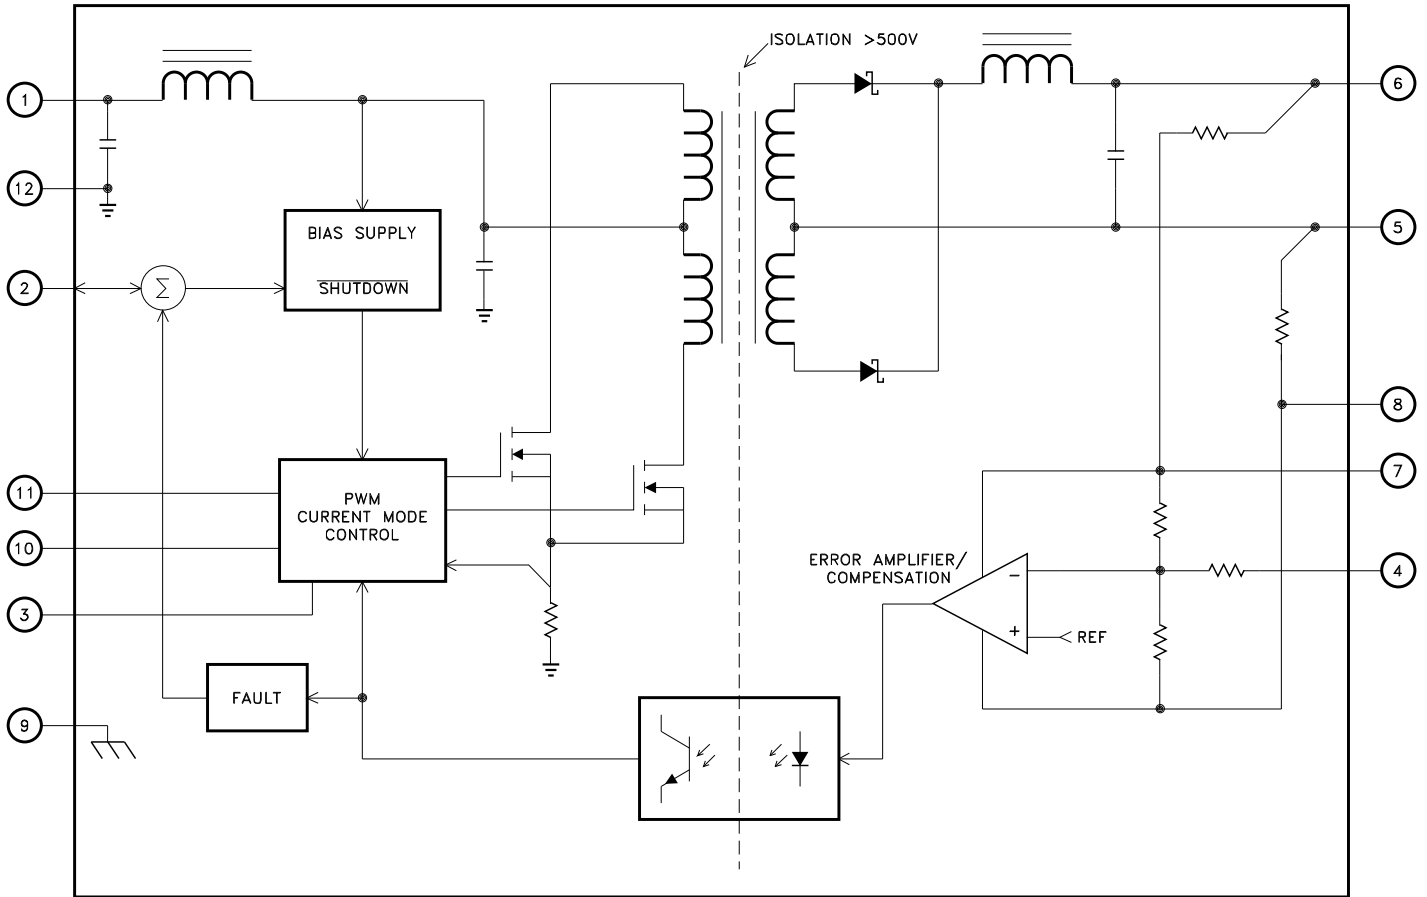 ISOLATION >500V
1
6
12
BIAS SUPPLY
5
2
Σ
SHUTDOWN
8
7
11
PWM
CURRENT MODE
CONTROL
10
ERROR AMPLIFIER/
COMPENSATION
−
4
3
+
REF
FAULT
9